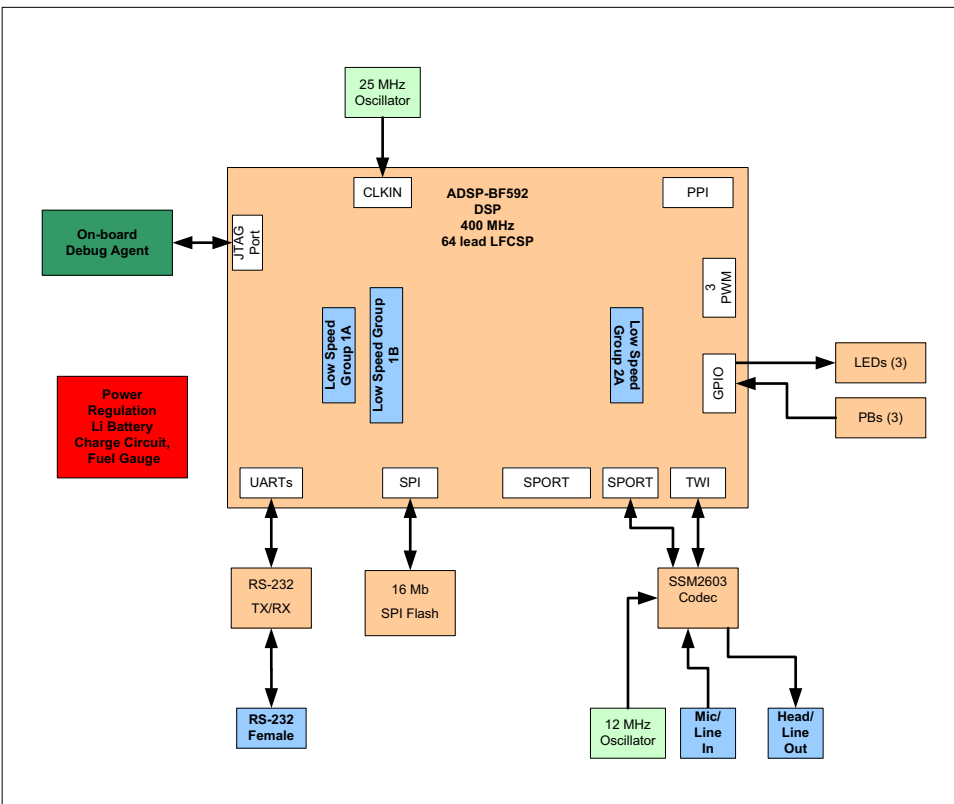 25 MHz
Oscillator
CLKIN
ADSP-BF592
DSP
400 MHz
64 lead LFCSP
PPI
On-board
Debug Agent
JTAG
Port
3
PWM
Low Speed
Group 1A
Low Speed Group
1B
Low Speed
Group 2A
GPIO
LEDs (3)
PBs (3)
Power
Regulation
Li Battery
Charge Circuit,
Fuel Gauge
UARTs
SPI
SPORT
SPORT
TWI
RS-232
TX/RX
16 Mb
SPI Flash
SSM2603
Codec
RS-232
Female
12 MHz
Oscillator
Mic/
Line
In
Head/
Line
Out